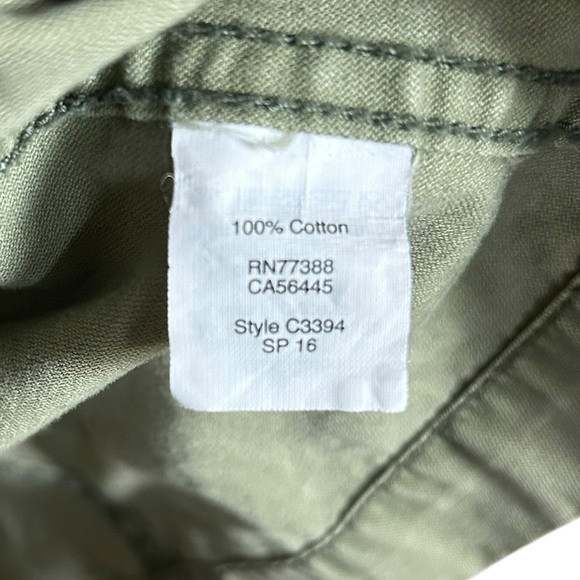 100% Cotton
RN77388
CA56445
Style C3394
SP 16